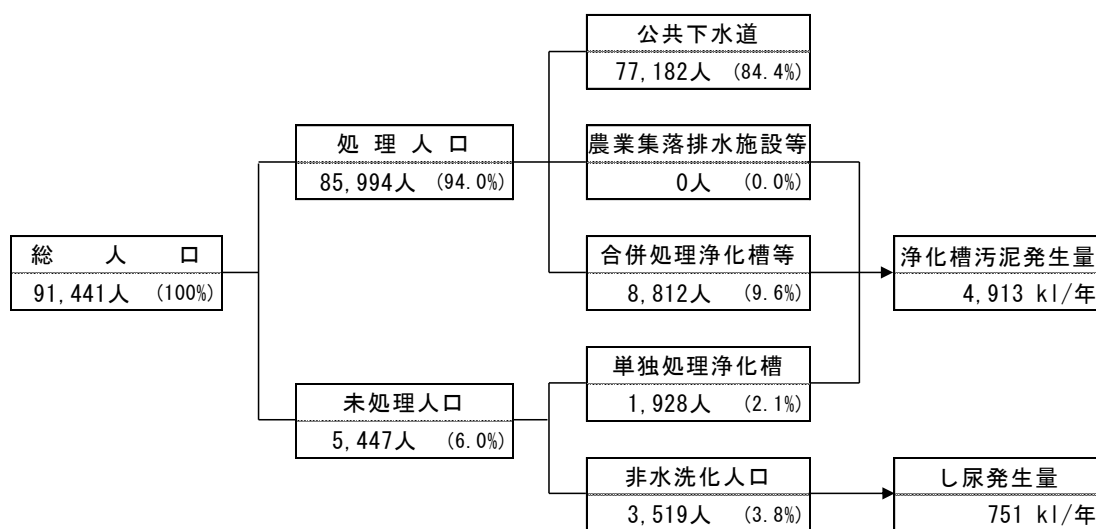 総人口
91,441人 (100%)
処理人口
85,994人 (94.0%)
未処理人口
5,447人 (6.0%)
公共下水道
77,182人 (84.4%)
農業集落排水施設等
0人 (0.0%)
合併処理浄化槽等
8,812人 (9.6%)
単独処理浄化槽
1,928人 (2.1%)
非水洗化人口
3,519人 (3.8%)
浄化槽汚泥発生量
4,913 kl/年
し尿発生量
751 kl/年